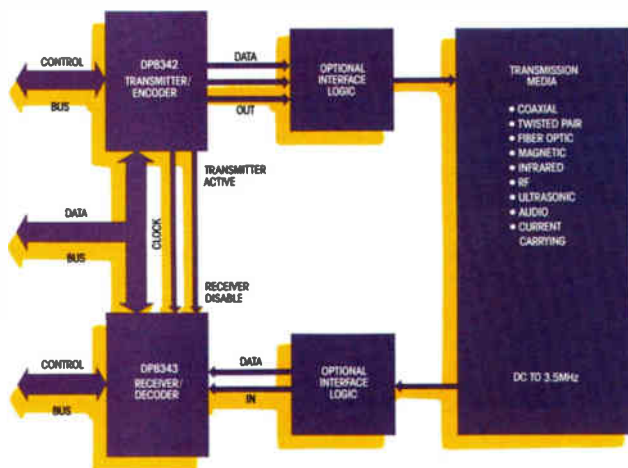 CONTROL
BUS
DP8342
TRANSMITTER/
ENCODER
DATA
OUT
OPTIONAL
INTERFACE
LOGIC
TRANSMISSION
MEDIA
• COAXIAL
• TWISTED PAIR
• FIBER OPTIC
• MAGNETIC
• INFRARED
• RF
• ULTRASONIC
• AUDIO
• CURRENT
CARRYING
DC TO 3.5MHz
TRANSMITTER
ACTIVE
DATA
BUS
CLOCK
RECEIVER
DISABLE
CONTROL
BUS
DP8343
RECEIVER/
DECODER
DATA
IN
OPTIONAL
INTERFACE
LOGIC